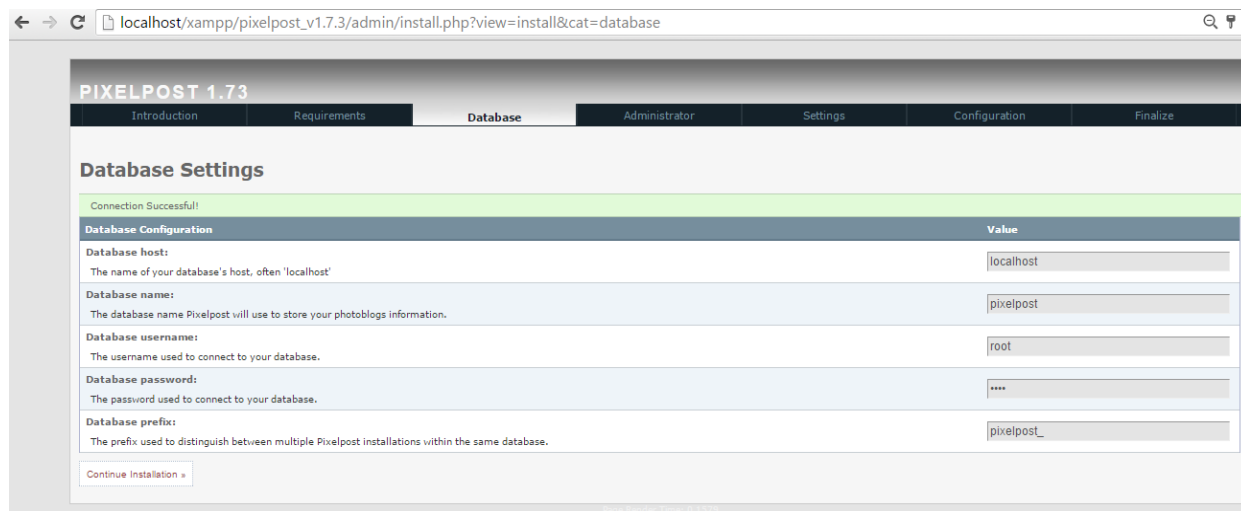 localhost/xampp/pixelpost_v1.7.3/admin/install.php?view=install&cat=database
PIXELPOST 1.73
Introduction Requirements Database Administrator Settings Configuration Finalize
Database Settings
Connection Successful!
Database Configuration Value
Database host:
The name of your database's host, often 'localhost'
localhost
Database name:
The database name Pixelpost will use to store your photoblogs information.
pixelpost
Database username:
The username used to connect to your database.
root
Database password:
The password used to connect to your database.
••••
Database prefix:
The prefix used to distinguish between multiple Pixelpost installations within the same database.
pixelpost_
Continue Installation »